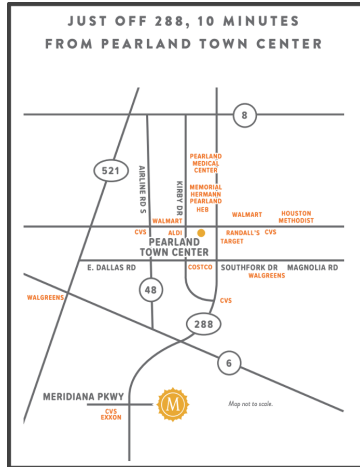 JUST OFF 288, 10 MINUTES
FROM PEARLAND TOWN CENTER
8
521
AIRLINE RD S
KIRBY DR
PEARLAND
MEDICAL
CENTER
MEMORIAL
HERMANN
PEARLAND
HEB
WALMART
WALMART
HOUSTON
METHODIST
CVS
ALDI
RANDALL'S
CVS
TARGET
PEARLAND
TOWN CENTER
E. DALLAS RD
COSTCO
SOUTHFORK DR
MAGNOLIA RD
WALGREENS
WALGREENS
48
CVS
288
6
MERIDIANA PKWY
M
Map not to scale.
CVS
EXXON